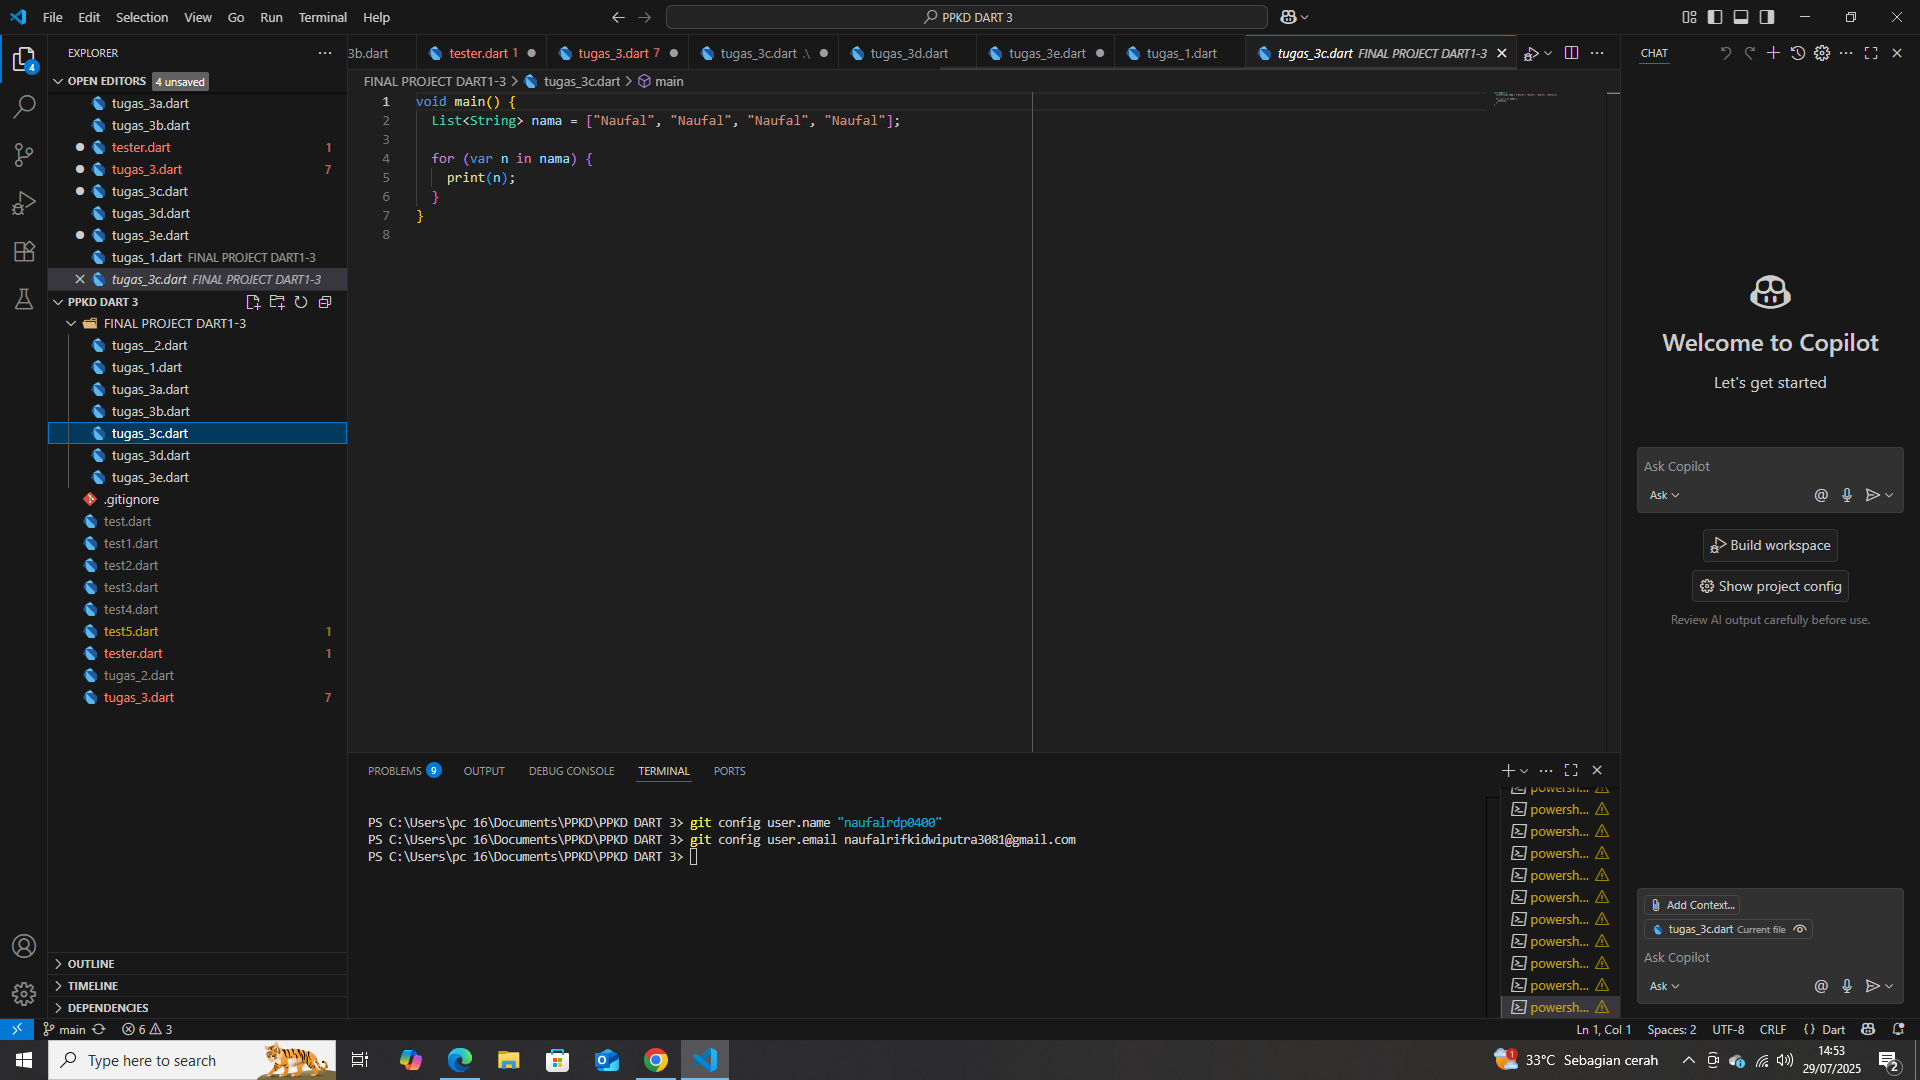 File Edit Selection View Go Run Terminal Help
PPKD DART 3
EXPLORER
OPEN EDITORS 4 unsaved
tugas_3a.dart
tugas_3b.dart
tester.dart 1
tugas_3.dart 7
tugas_3c.dart
tugas_3d.dart
tugas_3e.dart
tugas_1.dart FINAL PROJECT DART1-3
tugas_3c.dart FINAL PROJECT DART1-3
PPKD DART 3
FINAL PROJECT DART1-3
tugas__2.dart
tugas_1.dart
tugas_3a.dart
tugas_3b.dart
tugas_3c.dart
tugas_3d.dart
tugas_3e.dart
.gitignore
test.dart
test1.dart
test2.dart
test3.dart
test4.dart
test5.dart 1
tester.dart 1
tugas_2.dart
tugas_3.dart 7
OUTLINE
TIMELINE
DEPENDENCIES
4
3b.dart tester.dart 1 tugas_3.dart 7 tugas_3c.dart .\ tugas_3d.dart tugas_3e.dart tugas_1.dart tugas_3c.dart FINAL PROJECT DART1-3
FINAL PROJECT DART1-3 > tugas_3c.dart > main
1 void main() {
2 List<String> nama = ["Naufal", "Naufal", "Naufal", "Naufal"];
3
4 for (var n in nama) {
5 print(n);
6 }
7 }
8
PROBLEMS 9 OUTPUT DEBUG CONSOLE TERMINAL PORTS
PS C:\Users\pc 16\Documents\PPKD\PPKD DART 3> git config user.name "naufalrdp0400"
PS C:\Users\pc 16\Documents\PPKD\PPKD DART 3> git config user.email naufalrifkidwiputra3081@gmail.com
PS C:\Users\pc 16\Documents\PPKD\PPKD DART 3>
powersh...
powersh...
powersh...
powersh...
powersh...
powersh...
powersh...
powersh...
powersh...
powersh...
powersh...
CHAT
Welcome to Copilot
Let's get started
Ask Copilot
Ask
Build workspace
Show project config
Review AI output carefully before use.
Add Context...
tugas_3c.dart Current file
Ask Copilot
Ask
main 6 3
Ln 1, Col 1 Spaces: 2 UTF-8 CRLF {} Dart
Type here to search
1 33°C Sebagian cerah
14:53
29/07/2025
2